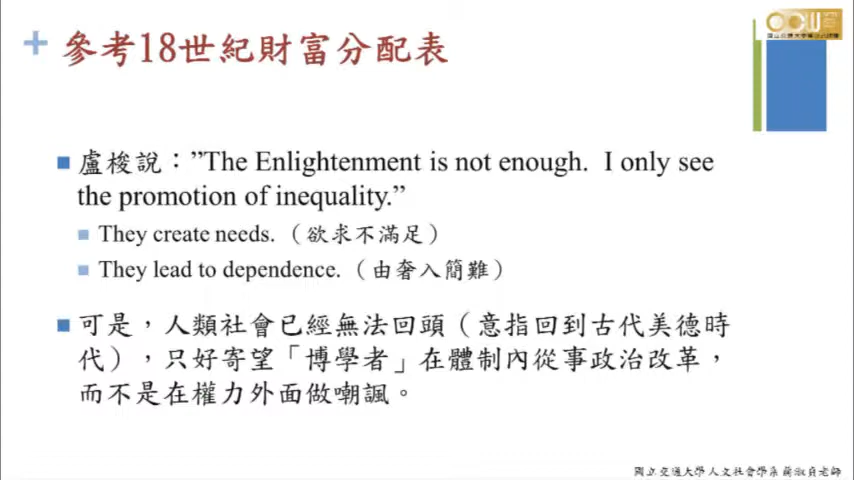 參考18世紀財富分配表
盧梭說：”The Enlightenment is not enough. I only see
the promotion of inequality.”
They create needs.（欲求不滿足）
They lead to dependence.（由奢入簡難）
可是，人類社會已經無法回頭（意指回到古代美德時
代），只好寄望「博學者」在體制內從事政治改革，
而不是在權力外面做嘲諷。
國立交通大學人文社會學系蔣淑貞老師